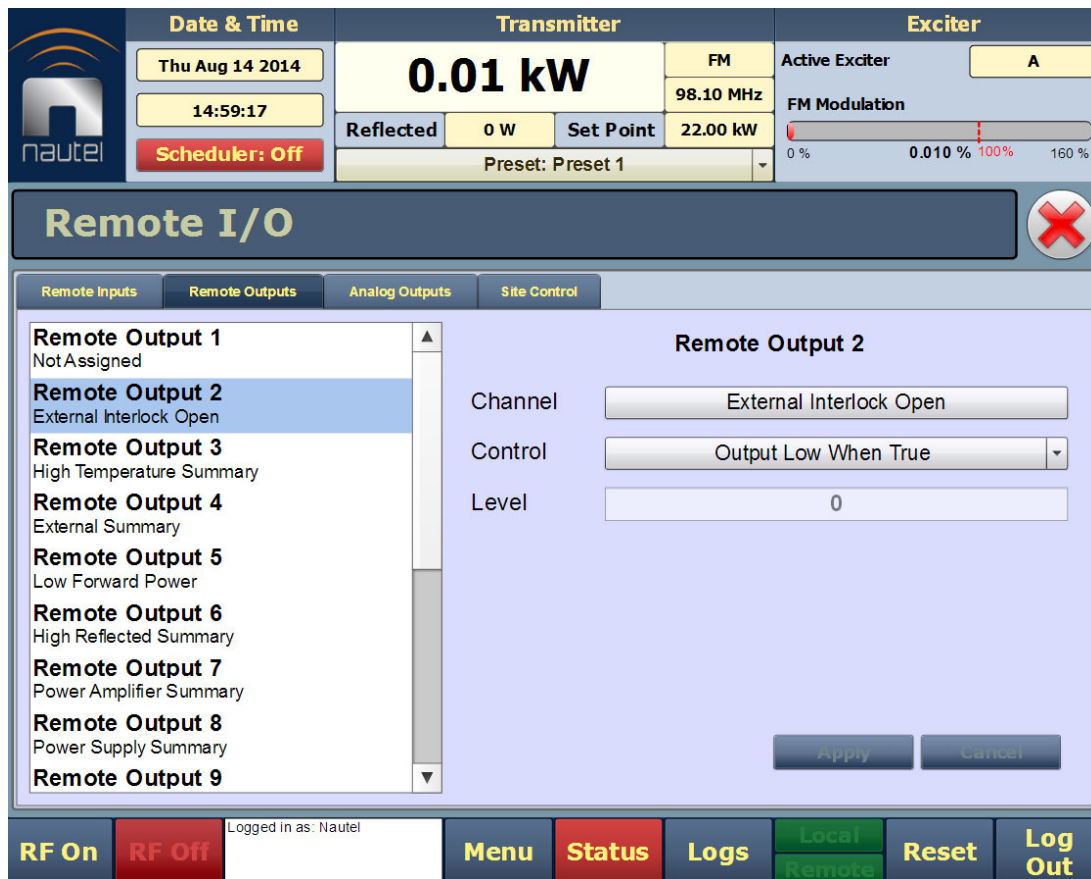 nautel
Date & Time
Thu Aug 14 2014
14:59:17
Scheduler: Off
Transmitter
0.01 kW
FM
98.10 MHz
Reflected
0 W
Set Point
22.00 kW
Preset: Preset 1
Exciter
Active Exciter
A
FM Modulation
0 %
0.010 %
100%
160 %
Remote I/O
Remote Inputs
Remote Outputs
Analog Outputs
Site Control
Remote Output 1
Not Assigned
Remote Output 2
External Interlock Open
Remote Output 3
High Temperature Summary
Remote Output 4
External Summary
Remote Output 5
Low Forward Power
Remote Output 6
High Reflected Summary
Remote Output 7
Power Amplifier Summary
Remote Output 8
Power Supply Summary
Remote Output 9
Remote Output 2
Channel
External Interlock Open
Control
Output Low When True
Level
0
Apply
Cancel
RF On
RF Off
Logged in as: Nautel
Menu
Status
Logs
Local
Remote
Reset
Log
Out